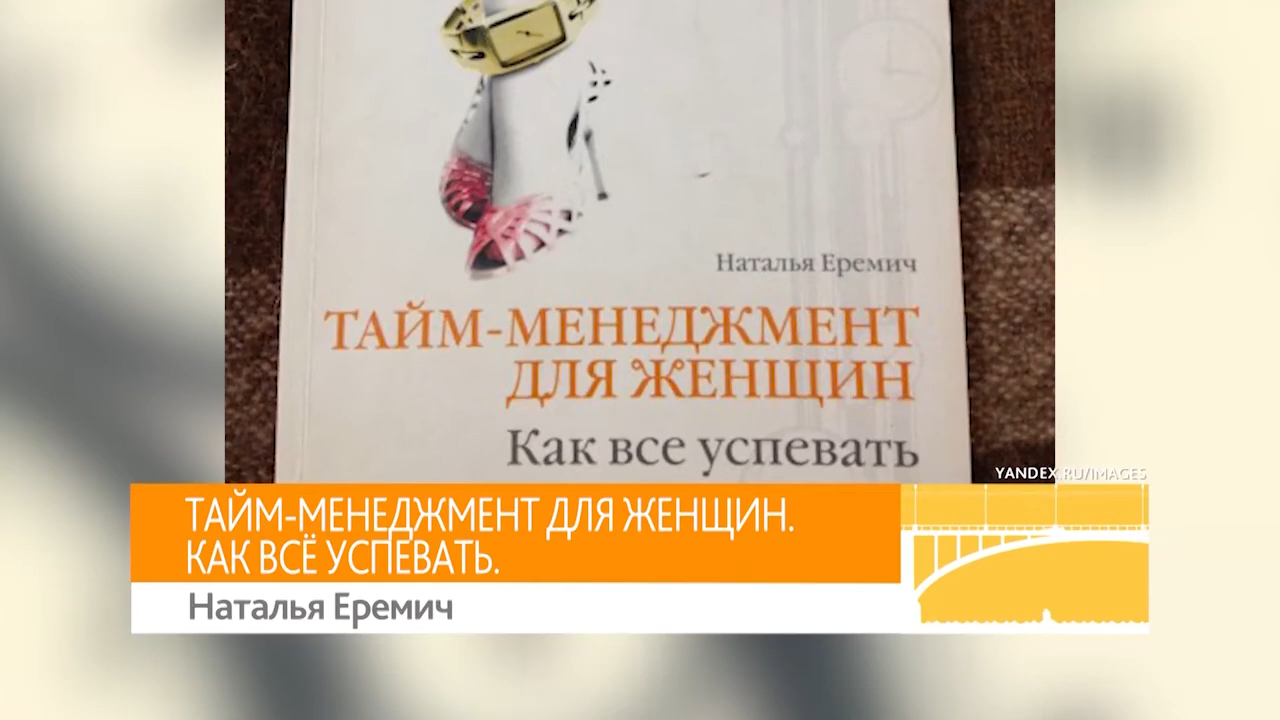 Наталья Еремич
ТАЙМ-МЕНЕДЖМЕНТ
ДЛЯ ЖЕНЩИН
Как все успевать
YANDEX.RU/IMAGES
ТАЙМ-МЕНЕДЖМЕНТ ДЛЯ ЖЕНЩИН.
КАК ВСЁ УСПЕВАТЬ.
Наталья Еремич